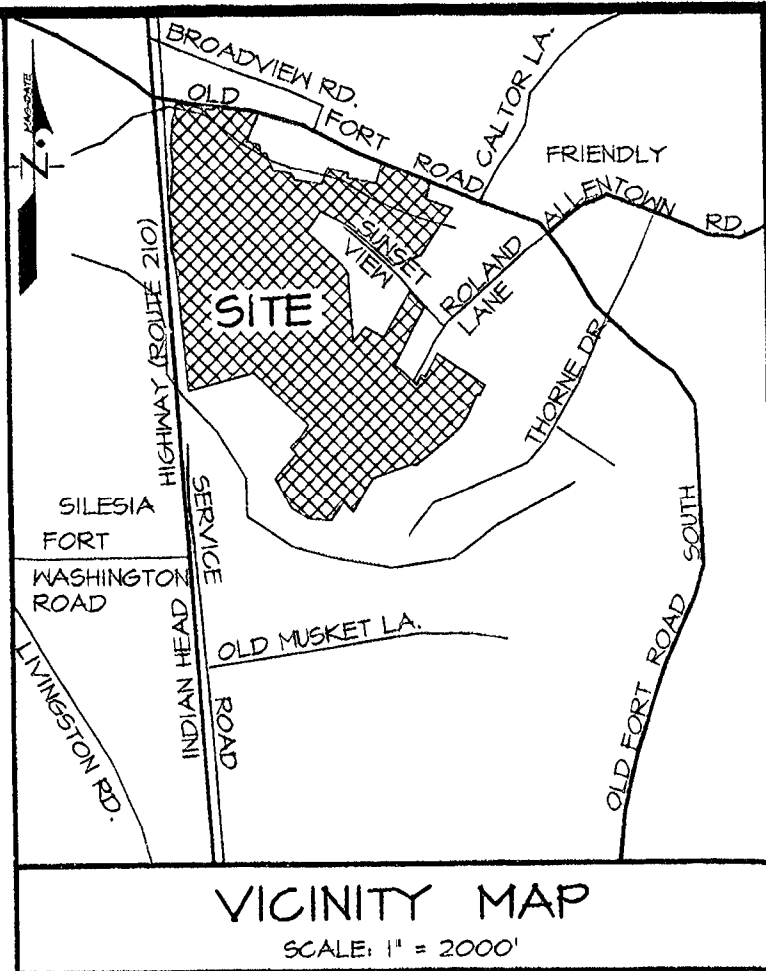 BROADVIEW RD.
OLD FORT ROAD
CALTOR LA.
FRIENDLY
ALLENTOWN RD.
N
HIGHWAY (ROUTE 210)
SUNSET
VIEW
ROLAND
LANE
SITE
THORNE DR.
SILESIA
FORT
WASHINGTON
ROAD
SERVICE
ROAD
INDIAN HEAD
OLD MUSKET LA.
LIVINGSTON RD.
OLD FORT ROAD SOUTH
VICINITY MAP
SCALE: 1" = 2000'